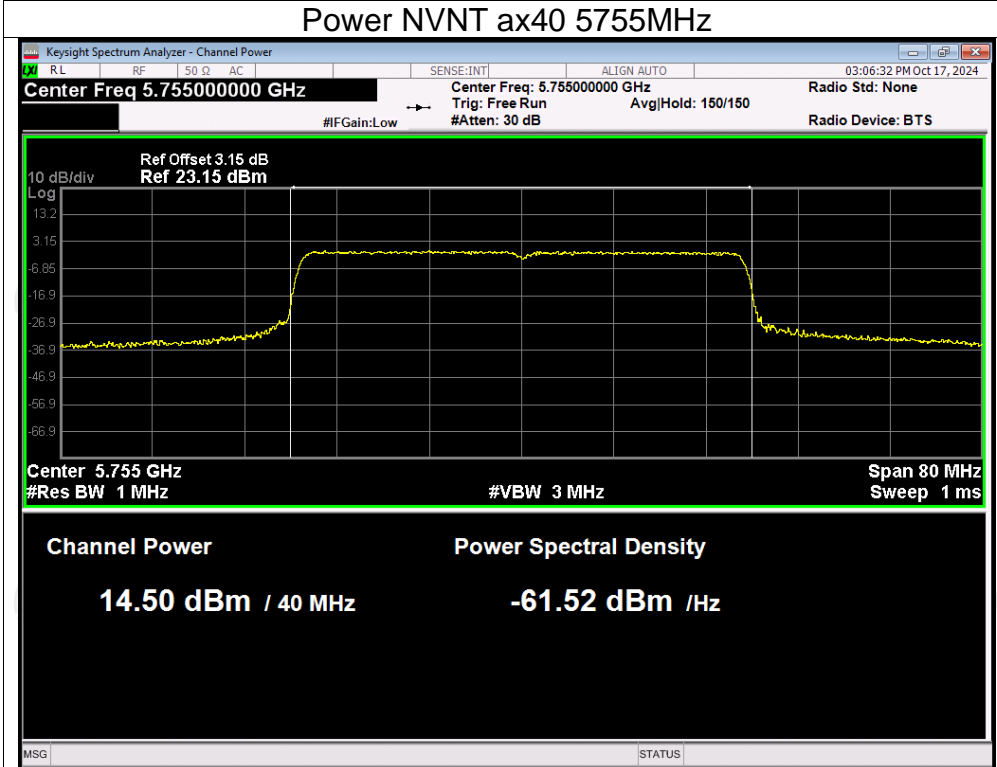 Power NVNT ax40 5755MHz
Keysight Spectrum Analyzer - Channel Power
LXI RL RF 50 Ω AC SENSE:INT ALIGN AUTO 03:06:32 PM Oct 17, 2024
Center Freq 5.755000000 GHz
Center Freq: 5.755000000 GHz Radio Std: None
Trig: Free Run Avg|Hold: 150/150
#IFGain:Low #Atten: 30 dB Radio Device: BTS
Ref Offset 3.15 dB
10 dB/div Ref 23.15 dBm
Log
13.2
3.15
-6.85
-16.9
-26.9
-36.9
-46.9
-56.9
-66.9
Center 5.755 GHz Span 80 MHz
#Res BW 1 MHz #VBW 3 MHz Sweep 1 ms
Channel Power Power Spectral Density
14.50 dBm / 40 MHz -61.52 dBm /Hz
MSG STATUS